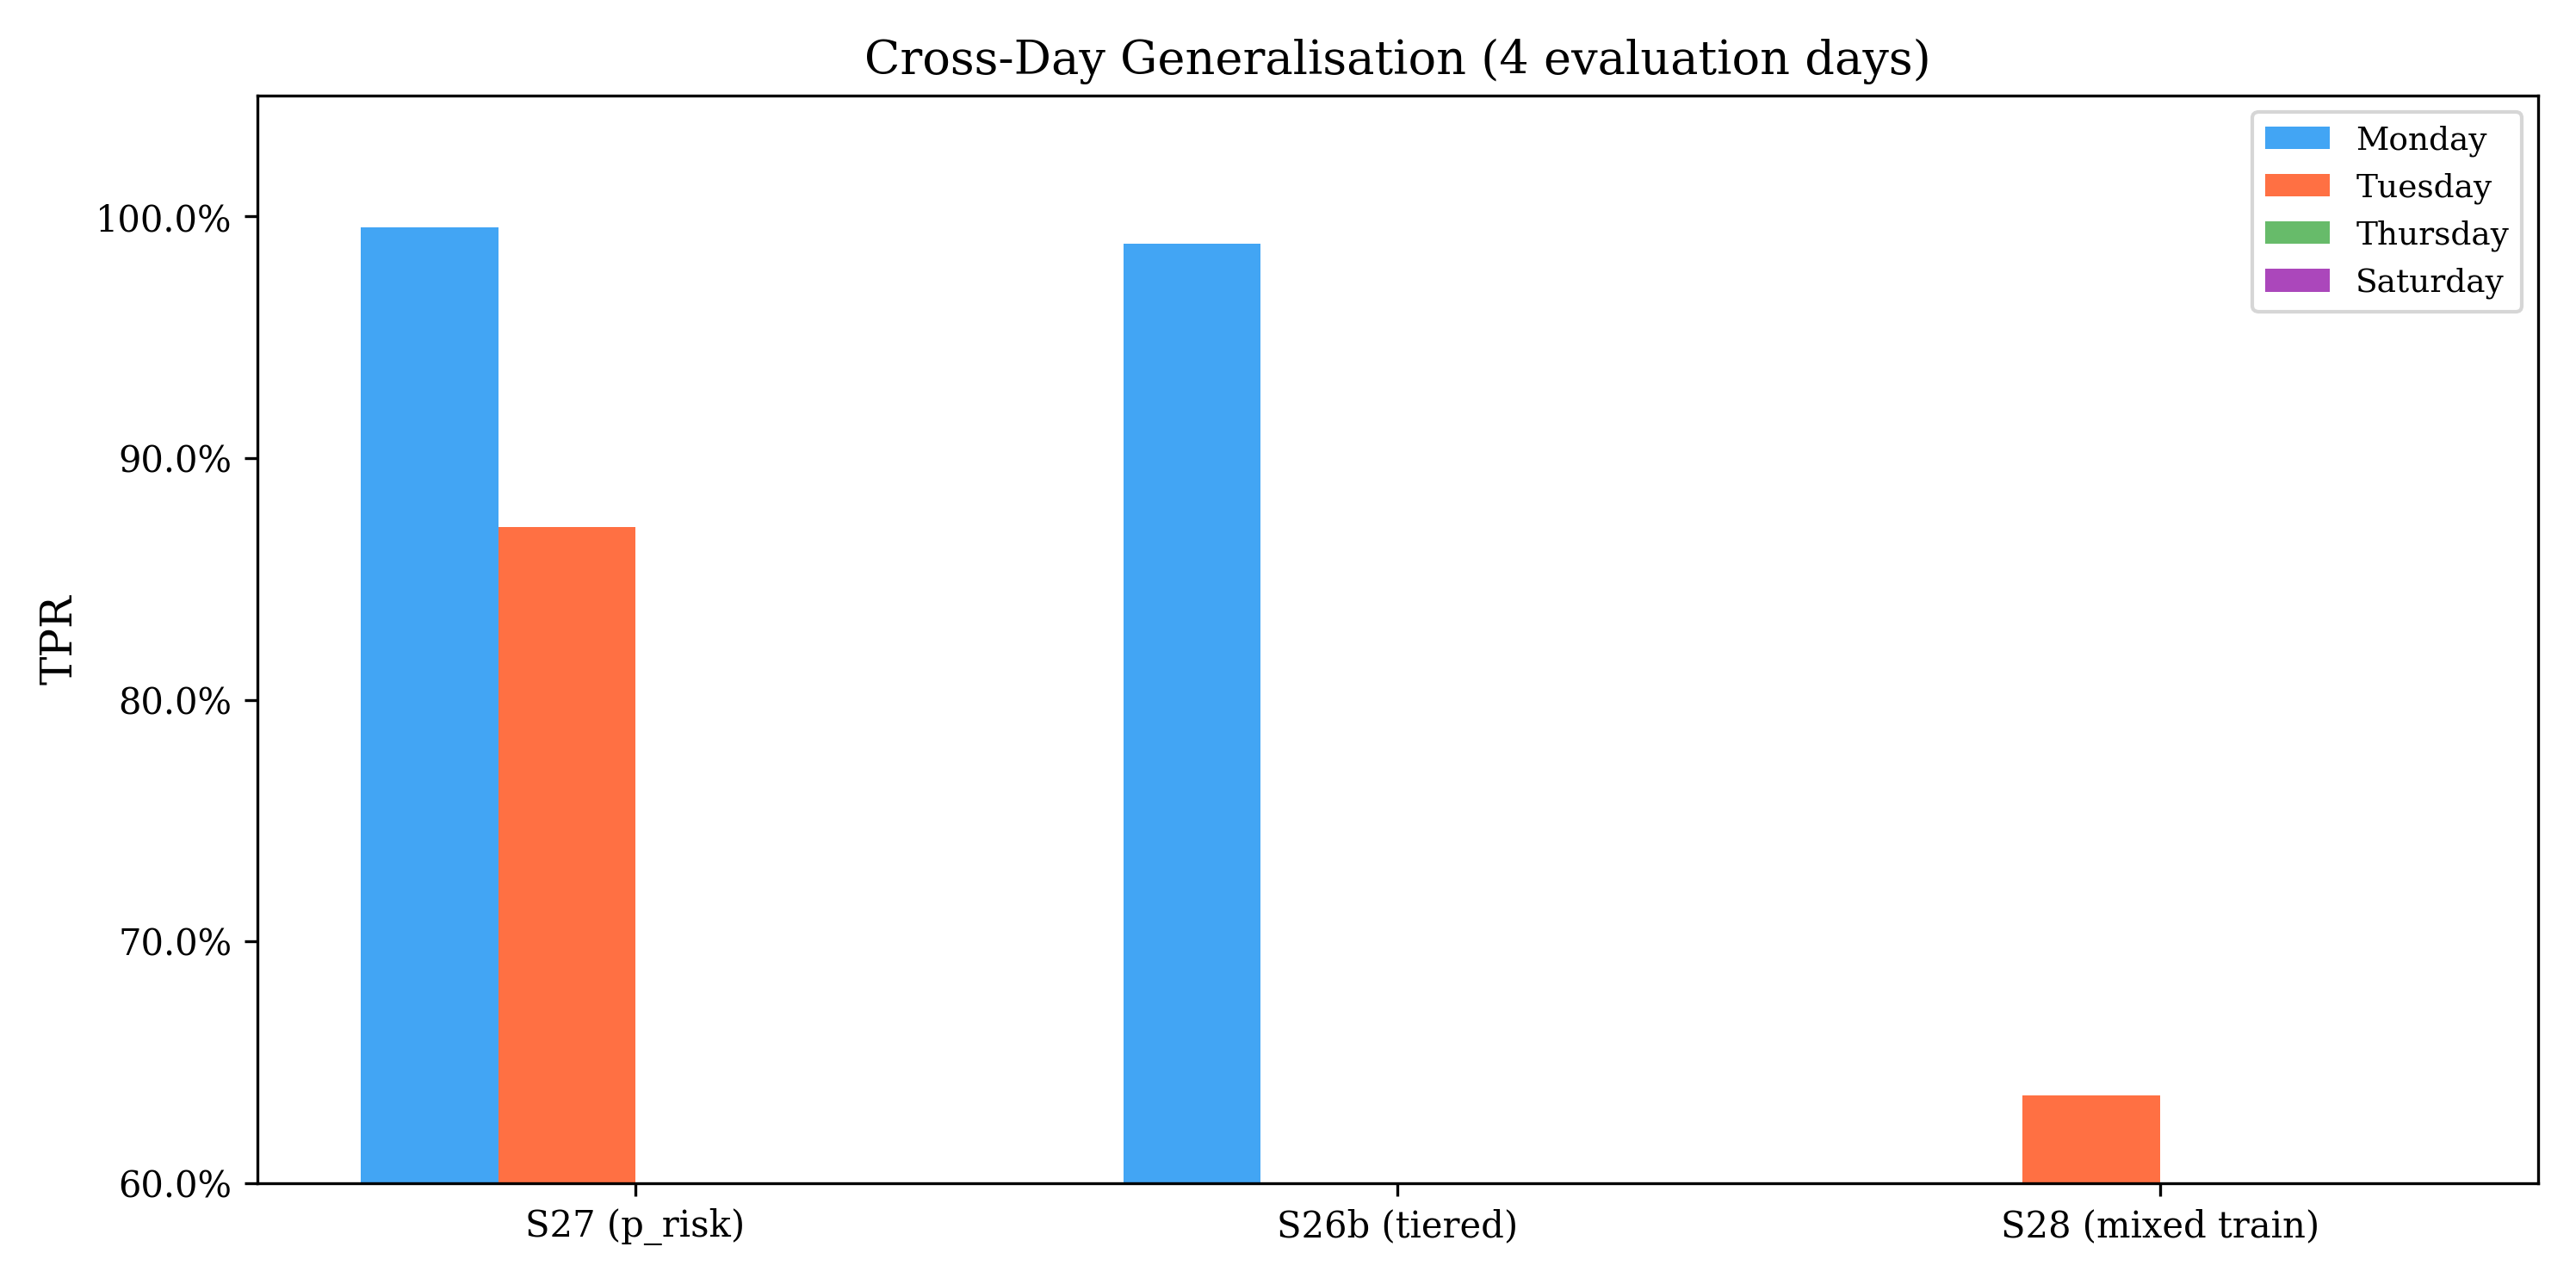 Cross-Day Generalisation (4 evaluation days)
Monday
Tuesday
Thursday
Saturday
100.0%
90.0%
80.0%
70.0%
60.0%
TPR
S27 (p_risk)
S26b (tiered)
S28 (mixed train)